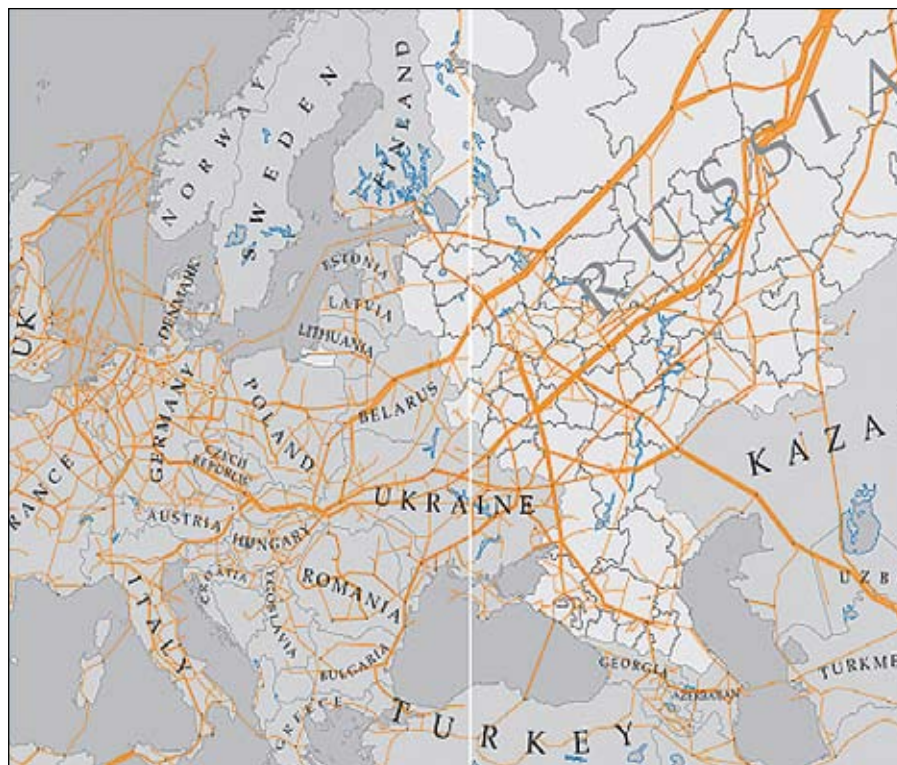 NORWAY
SWEDEN
FINLAND
RUSSIA
ESTONIA
LATVIA
LITHUANIA
DENMARK
UK
GERMANY
POLAND
BELARUS
CZECH
REPUBLIC
KAZA
RANCE
UKRAINE
AUSTRIA
HUNGARY
CROATIA
YUGOSLAVIA
ROMANIA
UZB
ITALY
BULGARIA
GEORGIA
AZERBAIJAN
TURKME
GREECE
TURKEY